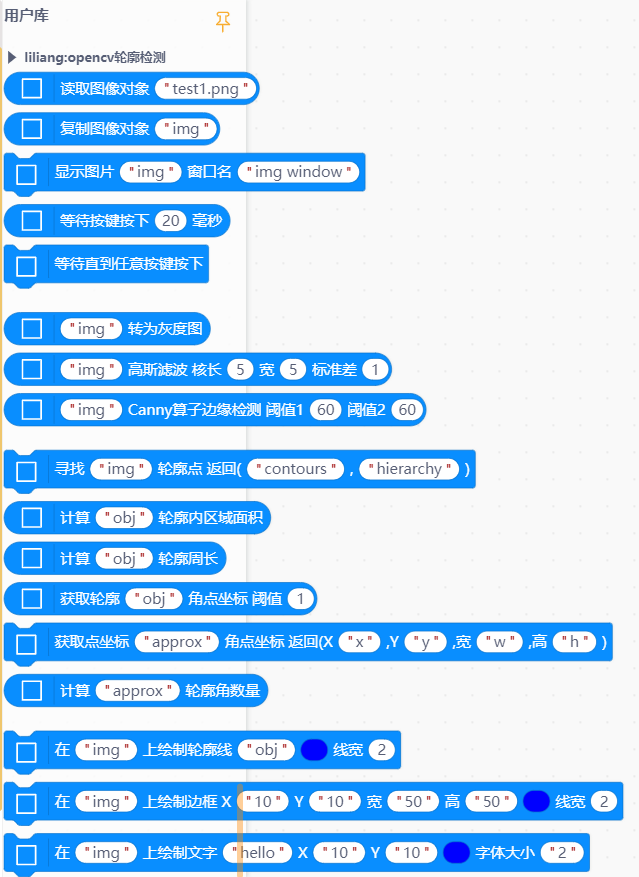 用户库
liliang:opencv轮廓检测
读取图像对象 "test1.png"
复制图像对象 "img"
显示图片 "img" 窗口名 "img window"
等待按键按下 20 毫秒
等待直到任意按键按下
"img" 转为灰度图
"img" 高斯滤波 核长 5 宽 5 标准差 1
"img" Canny算子边缘检测 阈值1 60 阈值2 60
寻找 "img" 轮廓点 返回( "contours" , "hierarchy" )
计算 "obj" 轮廓内区域面积
计算 "obj" 轮廓周长
获取轮廓 "obj" 角点坐标 阈值 1
获取点坐标 "approx" 角点坐标 返回(X "x" ,Y "y" ,宽 "w" ,高 "h" )
计算 "approx" 轮廓角数量
在 "img" 上绘制轮廓线 "obj" 线宽 2
在 "img" 上绘制边框 X "10" Y "10" 宽 "50" 高 "50" 线宽 2
在 "img" 上绘制文字 "hello" X "10" Y "10" 字体大小 "2"